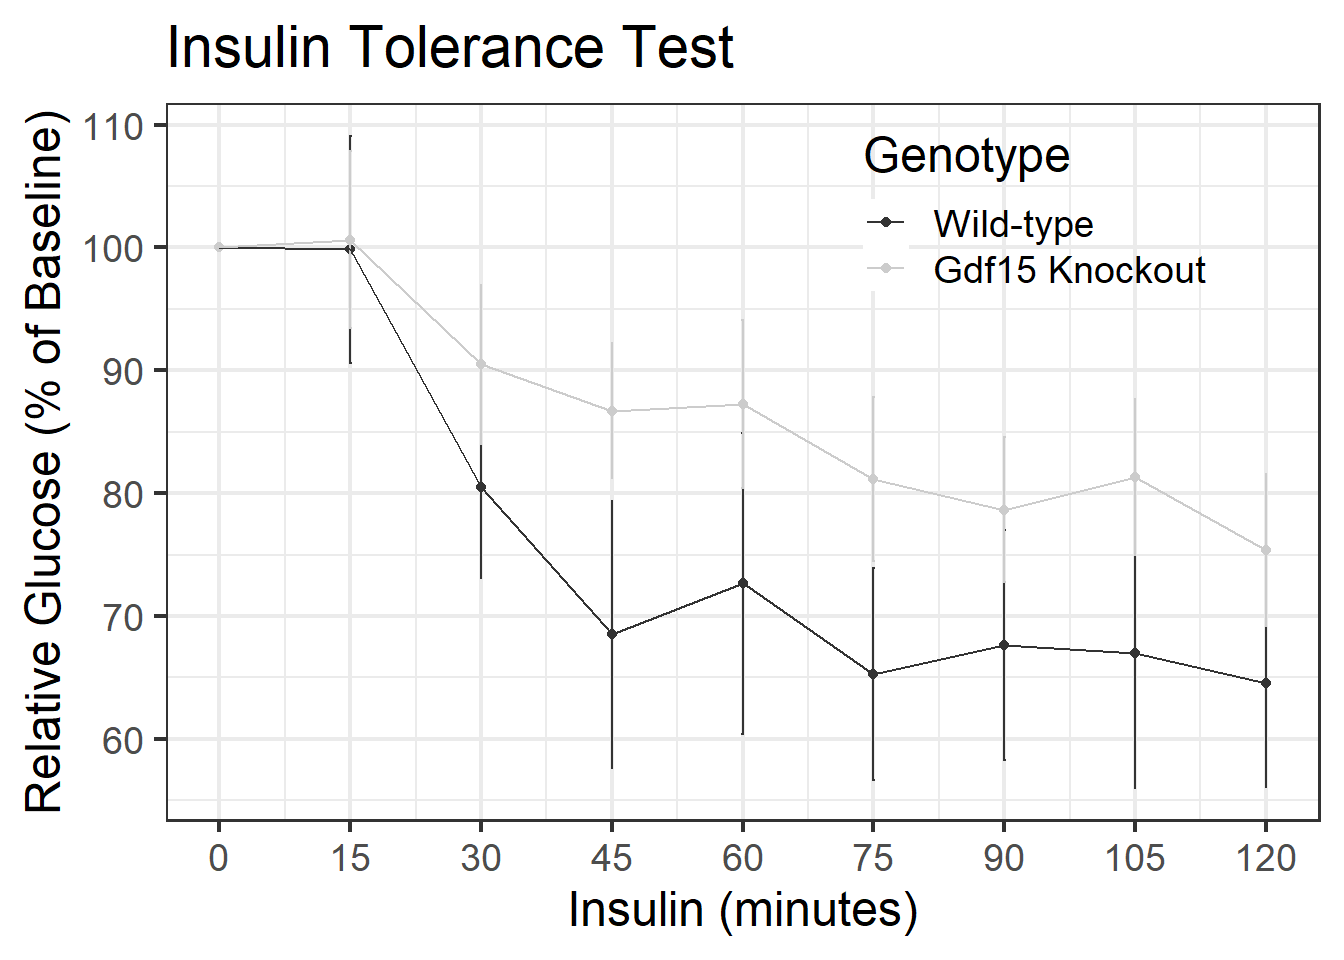 Insulin Tolerance Test
Relative Glucose (% of Baseline)
110
100
90
80
70
60
Genotype
Wild-type
Gdf15 Knockout
0 15 30 45 60 75 90 105 120
Insulin (minutes)